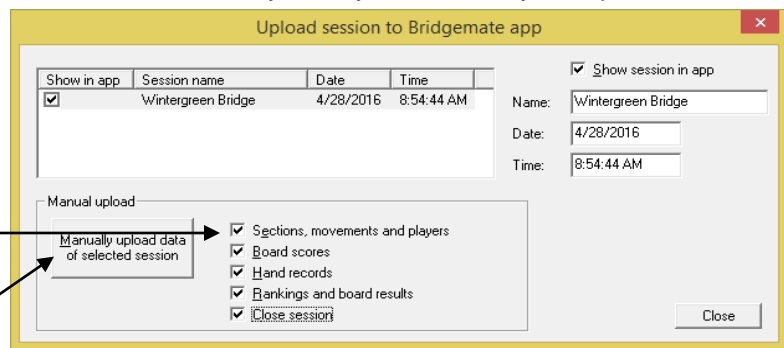 Upload session to Bridgemate app
×
Show session in app
Show in app Session name Date Time
Wintergreen Bridge 4/28/2016 8:54:44 AM
Name: Wintergreen Bridge
Date: 4/28/2016
Time: 8:54:44 AM
Manual upload
Manually upload data
of selected session
Sections, movements and players
Board scores
Hand records
Rankings and board results
Close session
Close